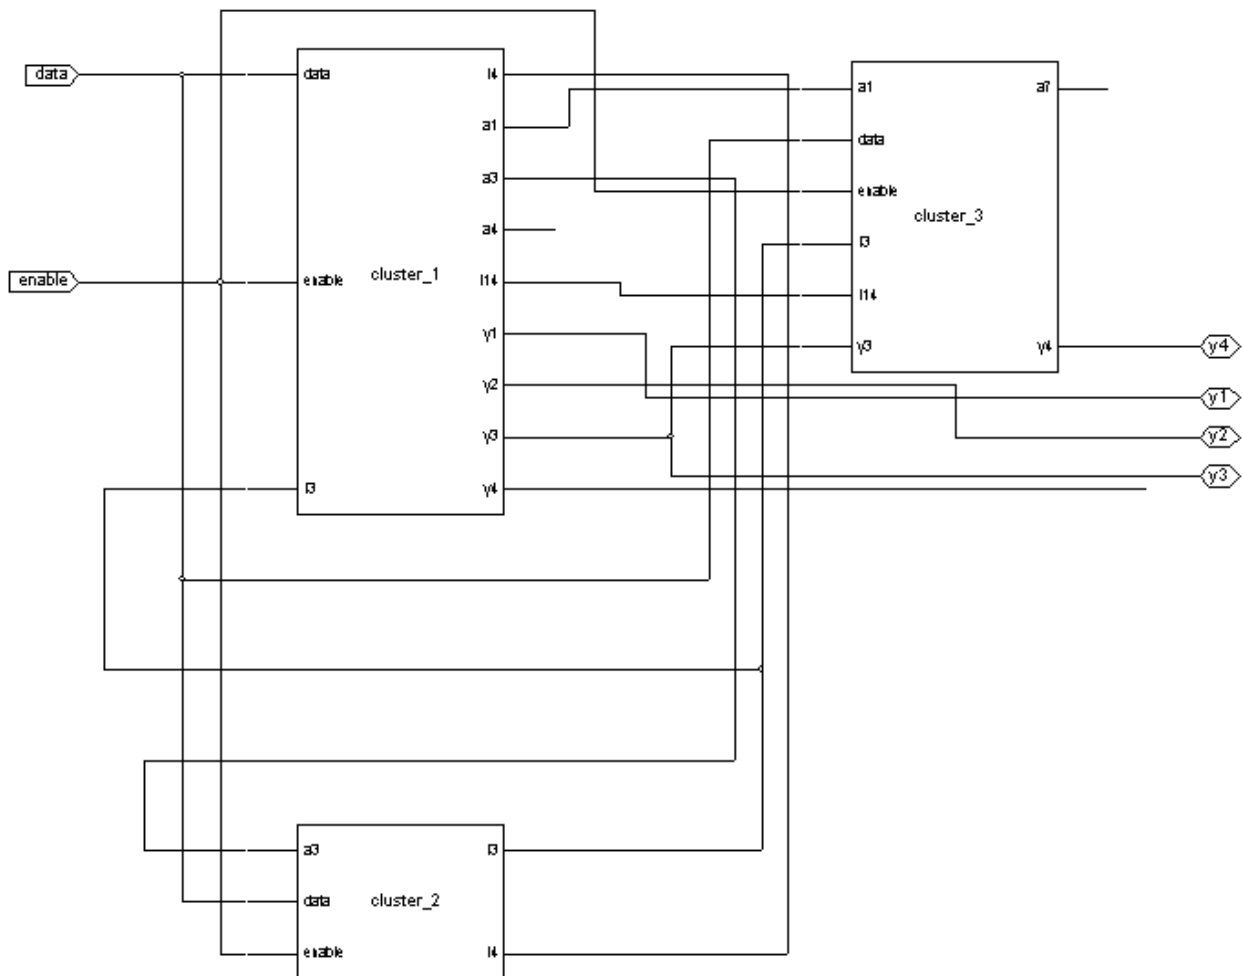 data
data
l4
a1
a7
a1
data
a3
enable
cluster_3
a4
l3
enable
enable
cluster_1
l14
l14
y1
y3
y4
y4
y2
y1
y3
y2
y3
l3
y4
a3
l3
data
cluster_2
enable
l4